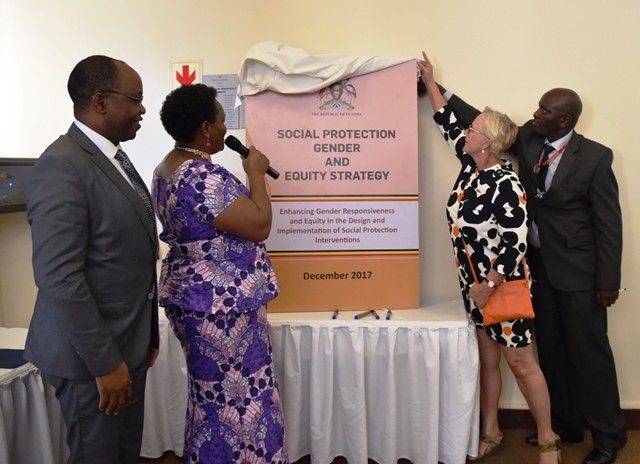 THE REPUBLIC OF UGANDA
SOCIAL PROTECTION
GENDER
AND
EQUITY STRATEGY
Enhancing Gender Responsiveness
and Equity in the Design and
Implementation of Social Protection
Interventions
December 2017